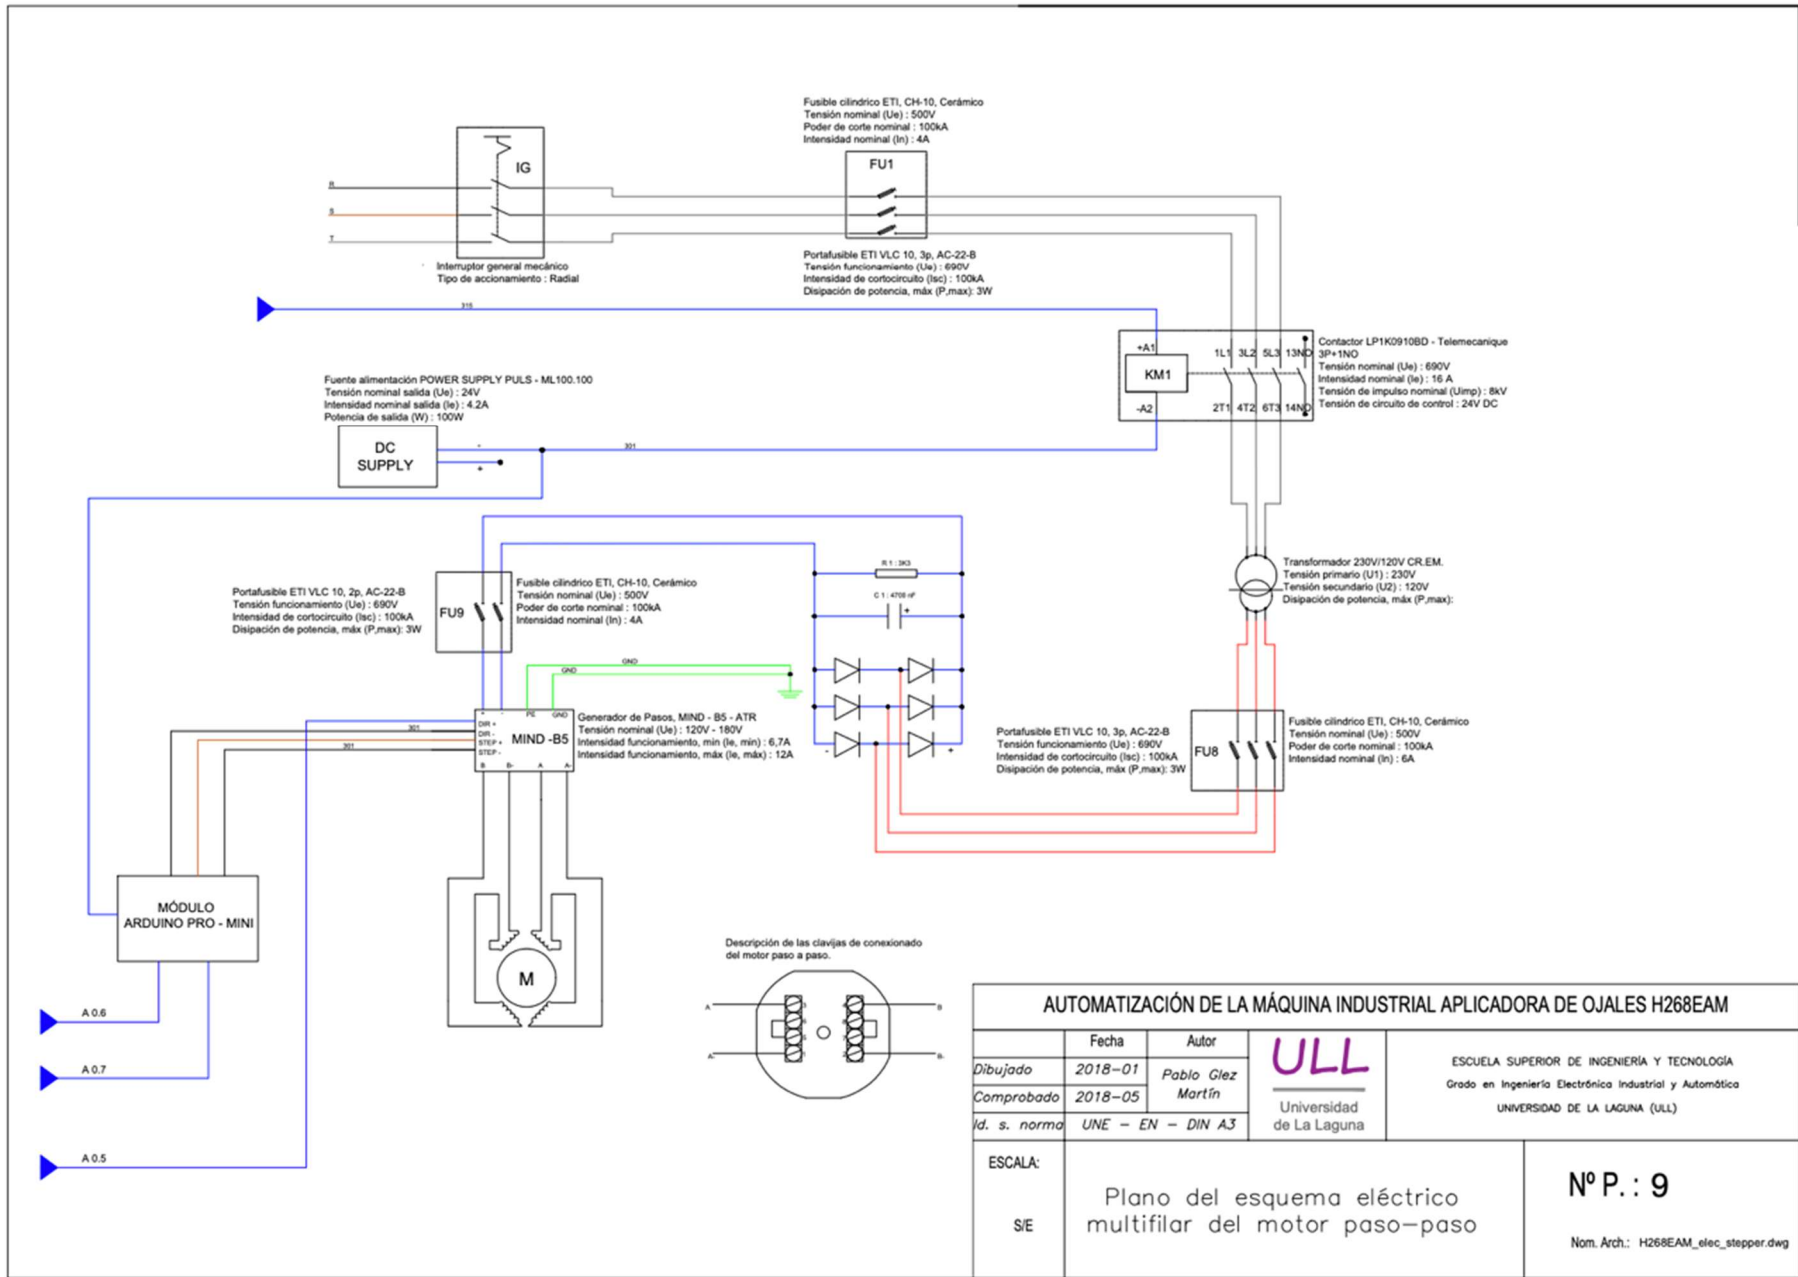 Fusible cilíndrico ETI, CH-10, Cerámico
Tensión nominal (Ue) : 500V
Poder de corte nominal : 100kA
Intensidad nominal (In) : 4A
IG
FU1
R
S
T
Interruptor general mecánico
Tipo de accionamiento : Radial
Portafusible ETI VLC 10, 3p, AC-22-B
Tensión funcionamiento (Ue) : 690V
Intensidad de cortocircuito (Isc) : 100kA
Disipación de potencia, máx (P,max): 3W
315
+A1
KM1
-A2
1L1 3L2 5L3 13NO
2T1 4T2 6T3 14NO
Contactor LP1K0910BD - Telemecanique
3P+1NO
Tensión nominal (Ue) : 690V
Intensidad nominal (Ie) : 16 A
Tensión de impulso nominal (Uimp) : 8kV
Tensión de circuito de control : 24V DC
Fuente alimentación POWER SUPPLY PULS - ML100.100
Tensión nominal salida (Ue) : 24V
Intensidad nominal salida (Ie) : 4.2A
Potencia de salida (W) : 100W
DC
SUPPLY
-
+
301
Transformador 230V/120V CR.EM.
Tensión primario (U1) : 230V
Tensión secundario (U2) : 120V
Disipación de potencia, máx (P,max):
R 1 : 3K3
+
Portafusible ETI VLC 10, 2p, AC-22-B
Tensión funcionamiento (Ue) : 690V
Intensidad de cortocircuito (Isc) : 100kA
Disipación de potencia, máx (P,max): 3W
FU9
Fusible cilíndrico ETI, CH-10, Cerámico
Tensión nominal (Ue) : 500V
Poder de corte nominal : 100kA
Intensidad nominal (In) : 4A
GND
GND
- +
+ - PE GND
DIR +
DIR -
STEP +
STEP -
MIND -B5
B B- A A-
301
301
Generador de Pasos, MIND - B5 - ATR
Tensión nominal (Ue) : 120V - 180V
Intensidad funcionamiento, min (Ie, min) : 6,7A
Intensidad funcionamiento, máx (Ie, máx) : 12A
Portafusible ETI VLC 10, 3p, AC-22-B
Tensión funcionamiento (Ue) : 690V
Intensidad de cortocircuito (Isc) : 100kA
Disipación de potencia, máx (P,max): 3W
FU8
Fusible cilíndrico ETI, CH-10, Cerámico
Tensión nominal (Ue) : 500V
Poder de corte nominal : 100kA
Intensidad nominal (In) : 6A
MÓDULO
ARDUINO PRO - MINI
M
A 0.6
A 0.7
A 0.5
Descripción de las clavijas de conexionado
del motor paso a paso.
A
A-
B
B-
AUTOMATIZACIÓN DE LA MÁQUINA INDUSTRIAL APLICADORA DE OJALES H268EAM
Fecha Autor
Dibujado 2018-01
Comprobado 2018-05
Pablo Glez
Martín
Id. s. norma UNE - EN - DIN A3
ULL
Universidad
de La Laguna
ESCUELA SUPERIOR DE INGENIERÍA Y TECNOLOGÍA
Grado en Ingeniería Electrónica Industrial y Automática
UNIVERSIDAD DE LA LAGUNA (ULL)
ESCALA:
S/E
Plano del esquema eléctrico
multifilar del motor paso-paso
Nº P. : 9
Nom. Arch.: H268EAM_elec_stepper.dwg